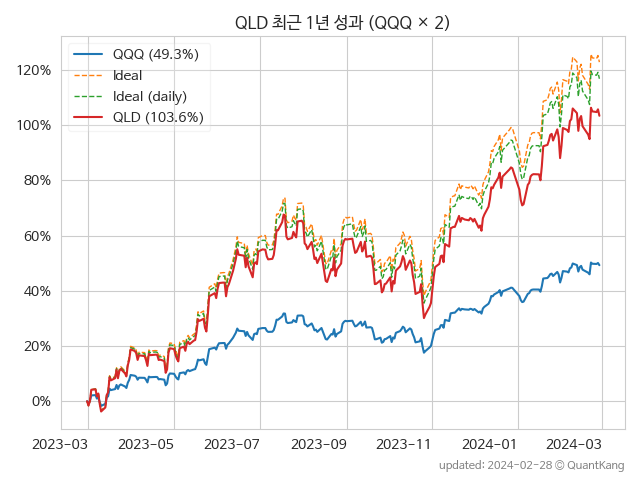 QLD 최근 1년 성과 (QQQ × 2)
QQQ (49.3%)
Ideal
Ideal (daily)
QLD (103.6%)
120%
100%
80%
60%
40%
20%
0%
2023-03 2023-05 2023-07 2023-09 2023-11 2024-01 2024-03
updated: 2024-02-28 © QuantKang